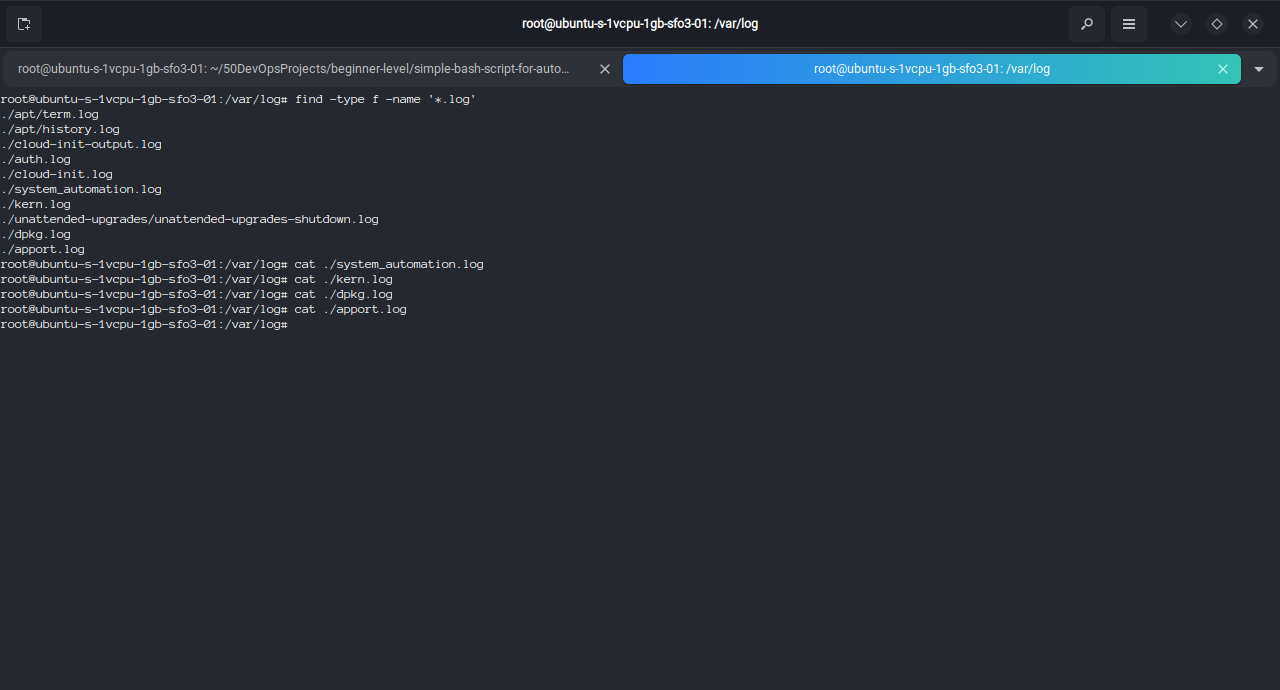 root@ubuntu-s-1vcpu-1gb-sfo3-01: /var/log
root@ubuntu-s-1vcpu-1gb-sfo3-01: ~/50DevOpsProjects/beginner-level/simple-bash-script-for-auto...
root@ubuntu-s-1vcpu-1gb-sfo3-01: /var/log
root@ubuntu-s-1vcpu-1gb-sfo3-01:/var/log# find -type f -name '*.log'
./apt/term.log
./apt/history.log
./cloud-init-output.log
./auth.log
./cloud-init.log
./system_automation.log
./kern.log
./unattended-upgrades/unattended-upgrades-shutdown.log
./dpkg.log
./apport.log
root@ubuntu-s-1vcpu-1gb-sfo3-01:/var/log# cat ./system_automation.log
root@ubuntu-s-1vcpu-1gb-sfo3-01:/var/log# cat ./kern.log
root@ubuntu-s-1vcpu-1gb-sfo3-01:/var/log# cat ./dpkg.log
root@ubuntu-s-1vcpu-1gb-sfo3-01:/var/log# cat ./apport.log
root@ubuntu-s-1vcpu-1gb-sfo3-01:/var/log#